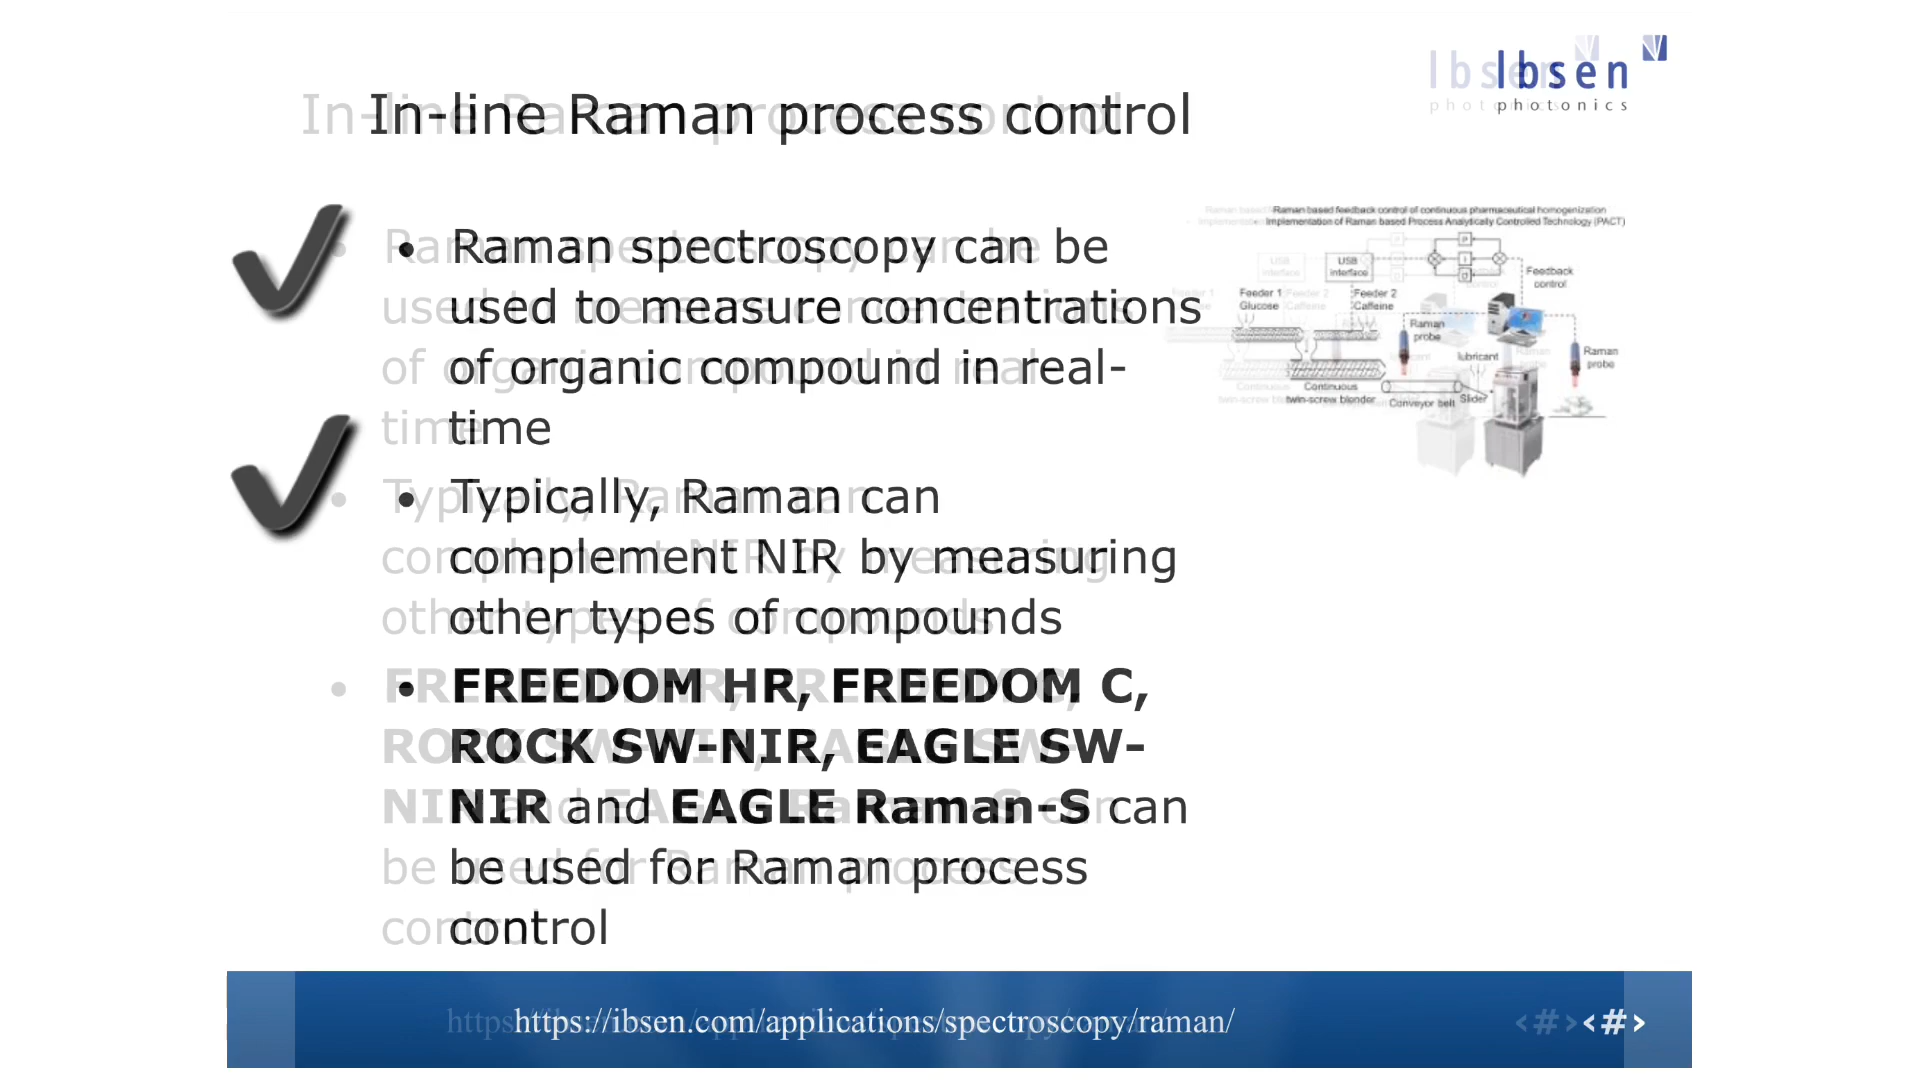 Ibsen
photonics
In-line Raman process control
• Raman spectroscopy can be
used to measure concentrations
of organic compound in real-
time
• Typically, Raman can
complement NIR by measuring
other types of compounds
• FREEDOM HR, FREEDOM C,
ROCK SW-NIR, EAGLE SW-
NIR and EAGLE Raman-S can
be used for Raman process
control
Raman based feedback control of continuous pharmaceutical homogenization
Implementation of Raman based Process Analytically Controlled Technology (PACT)
USB
interface
P
I
D
Feedback
control
Feeder 1
Glucose
Feeder 2
Caffeine
Raman
probe
lubricant
Raman
probe
Continuous
twin-screw blender
Conveyor belt
Slider
https://ibsen.com/applications/spectroscopy/raman/
<#>